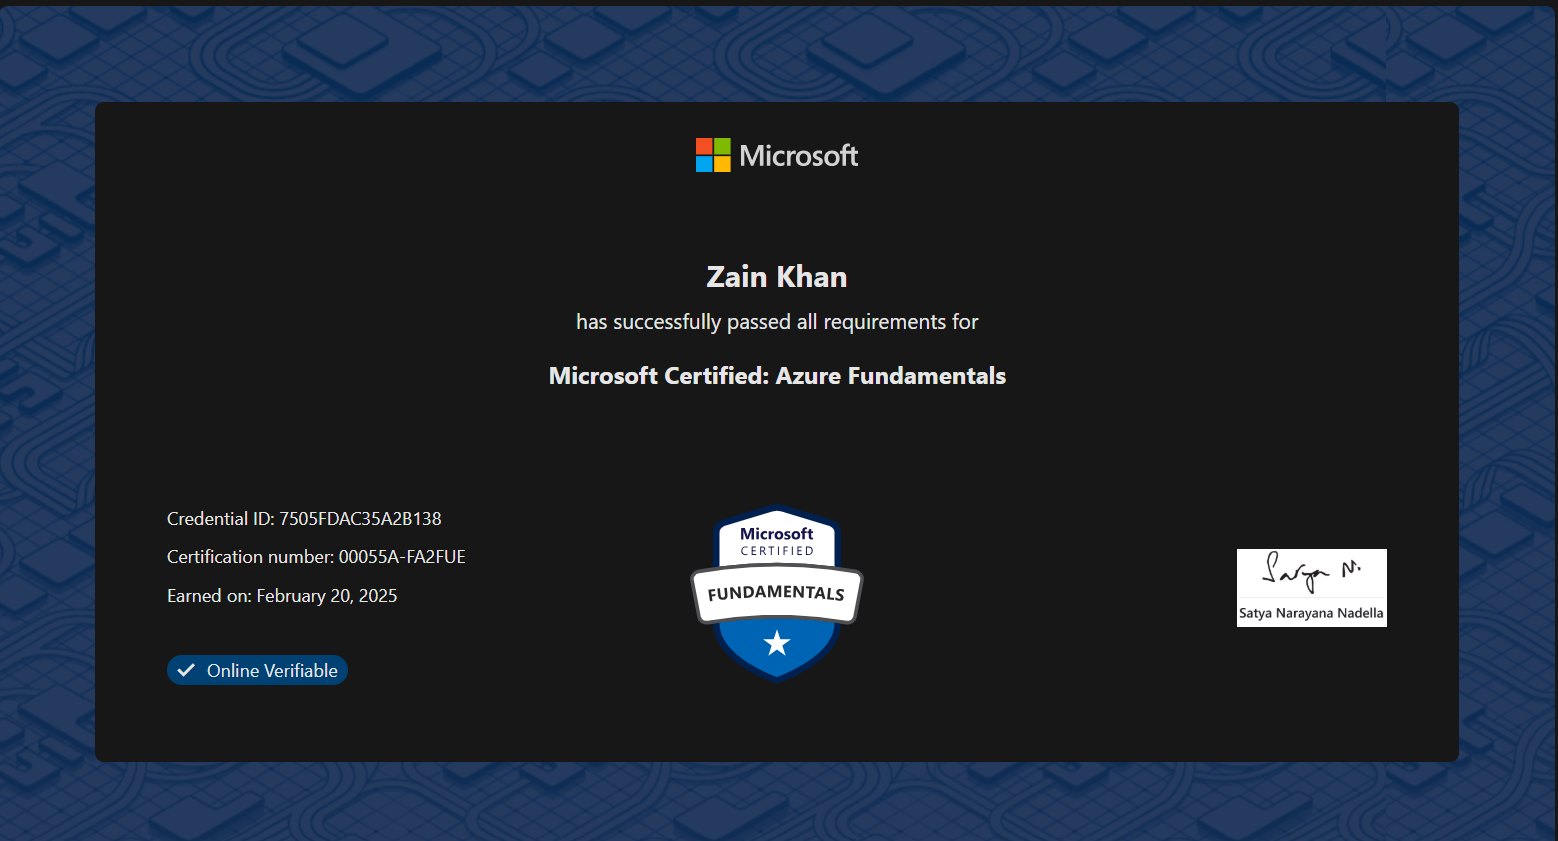 Microsoft
Zain Khan
has successfully passed all requirements for
Microsoft Certified: Azure Fundamentals
Credential ID: 7505FDAC35A2B138
Certification number: 00055A-FA2FUE
Earned on: February 20, 2025
Online Verifiable
Microsoft
CERTIFIED
FUNDAMENTALS
Satya N.
Satya Narayana Nadella